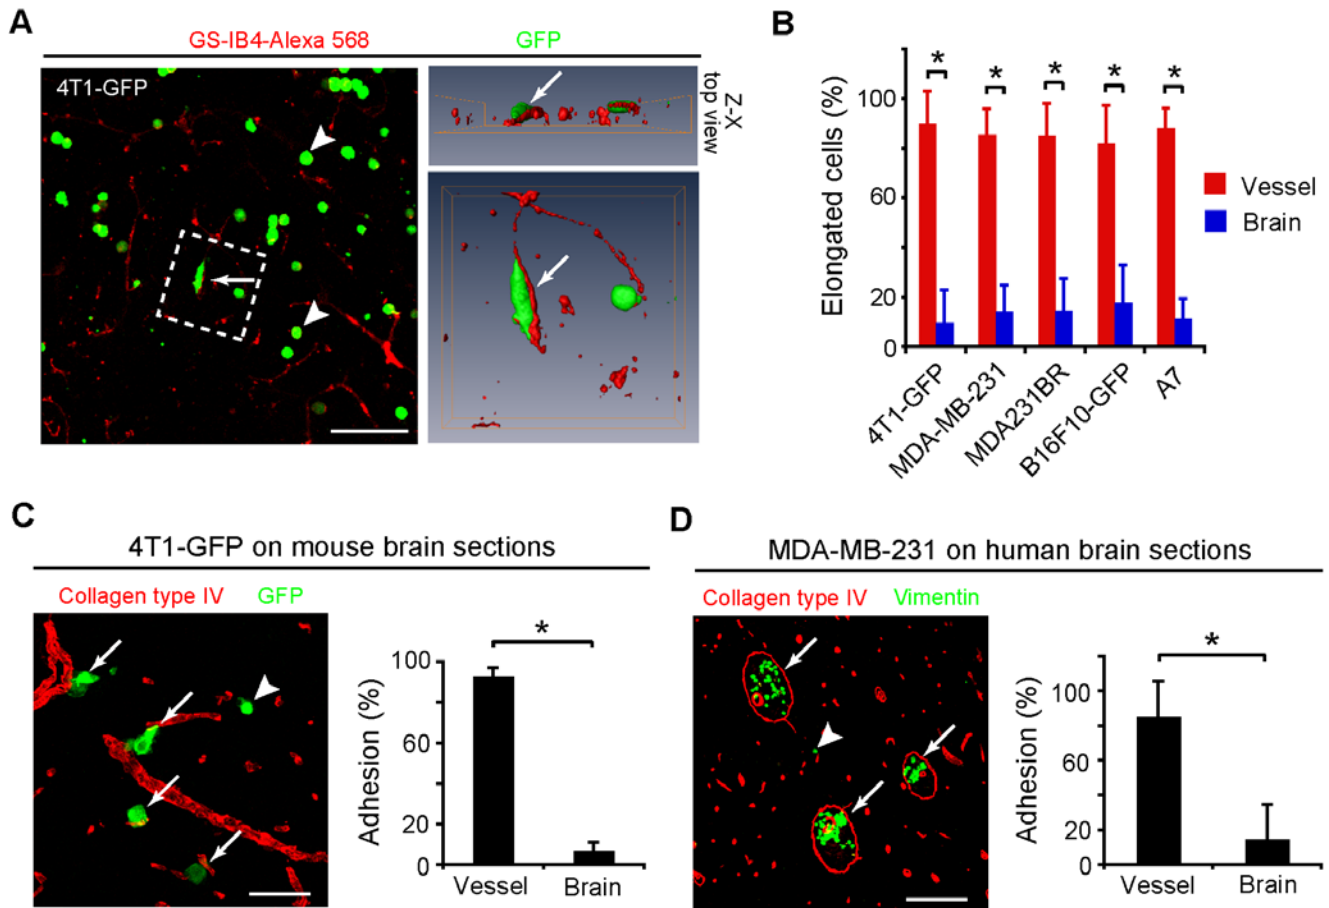 A
GS-IB4-Alexa 568 GFP
4T1-GFP
Z-X
top view
B
Elongated cells (%)
100
60
20
0
*
*
*
*
*
4T1-GFP
MDA-MB-231
MDA231BR
B16F10-GFP
A7
Vessel
Brain
C
4T1-GFP on mouse brain sections
Collagen type IV GFP
Adhesion (%)
100
60
20
0
*
Vessel Brain
D
MDA-MB-231 on human brain sections
Collagen type IV Vimentin
Adhesion (%)
100
60
20
0
*
Vessel Brain